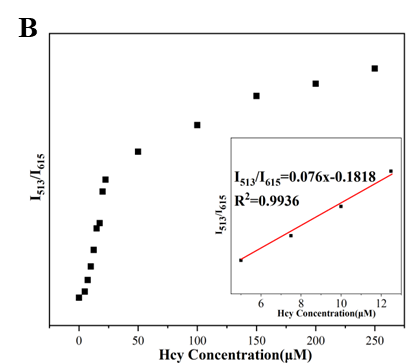 B
I513/I615
I513/I615=0.076x-0.1818
R²=0.9936
I513/I615
6 8 10 12
Hcy Concentration(μM)
0 50 100 150 200 250
Hcy Concentration(μM)